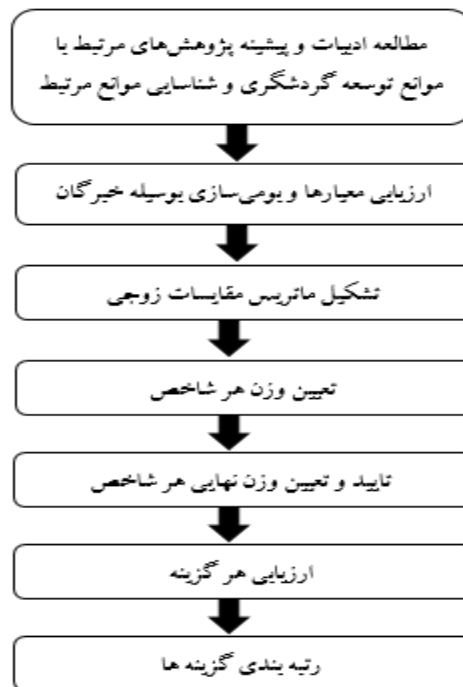 مطالعه ادبیات و پیشینه پژوهش‌های مرتبط با
موانع توسعه گردشگری و شناسایی موانع مرتبط
ارزیابی معیارها و بومی‌سازی بوسیله خبرگان
تشکیل ماتریس مقایسات زوجی
تعیین وزن هر شاخص
تایید و تعیین وزن نهایی هر شاخص
ارزیابی هر گزینه
رتبه بندی گزینه ها